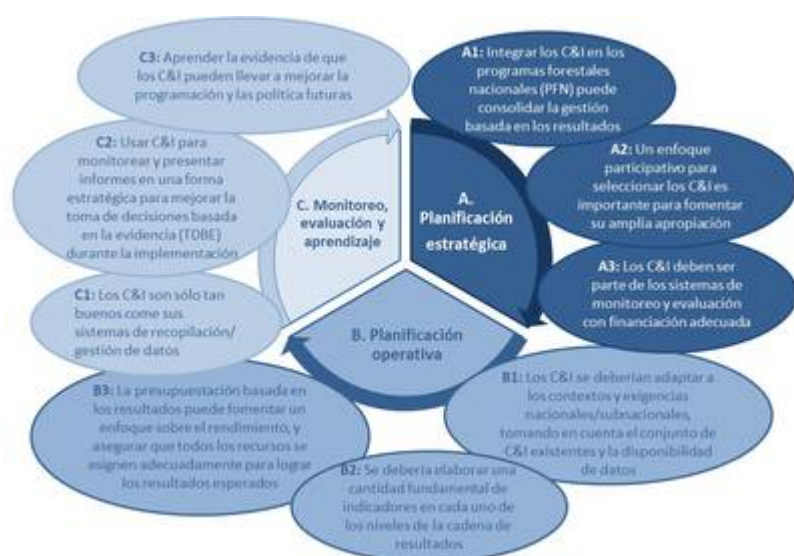 C3: Aprender la evidencia de que
los C&I pueden llevar a mejorar la
programación y las política futuras
A1: Integrar los C&I en los
programas forestales
nacionales (PFN) puede
consolidar la gestión
basada en los resultados
C2: Usar C&I para
monitorear y presentar
informes en una forma
estratégica para mejorar la
toma de decisiones basada
en la evidencia (TDBE)
durante la implementación
C. Monitoreo,
evaluación y
aprendizaje
A.
Planificación
estratégica
A2: Un enfoque
participativo para
seleccionar los C&I es
importante para fomentar
su amplia apropiación
C1: Los C&I son sólo tan
buenos come sus
sistemas de recopilación/
gestión de datos
B. Planificación
operativa
A3: Los C&I deben ser
parte de los sistemas de
monitoreo y evaluación
con financiación adecuada
B3: La presupuestación basada en
los resultados puede fomentar un
enfoque sobre el rendimiento, y
asegurar que todos los recursos se
asignen adecuadamente para lograr
los resultados esperados
B1: Los C&I se deberían adaptar a
los contextos y exigencias
nacionales/subnacionales,
tomando en cuenta el conjunto de
C&I existentes y la disponibilidad
de datos
B2: Se debería elaborar una
cantidad fundamental de
indicadores en cada uno de
los niveles de la cadena de
resultados